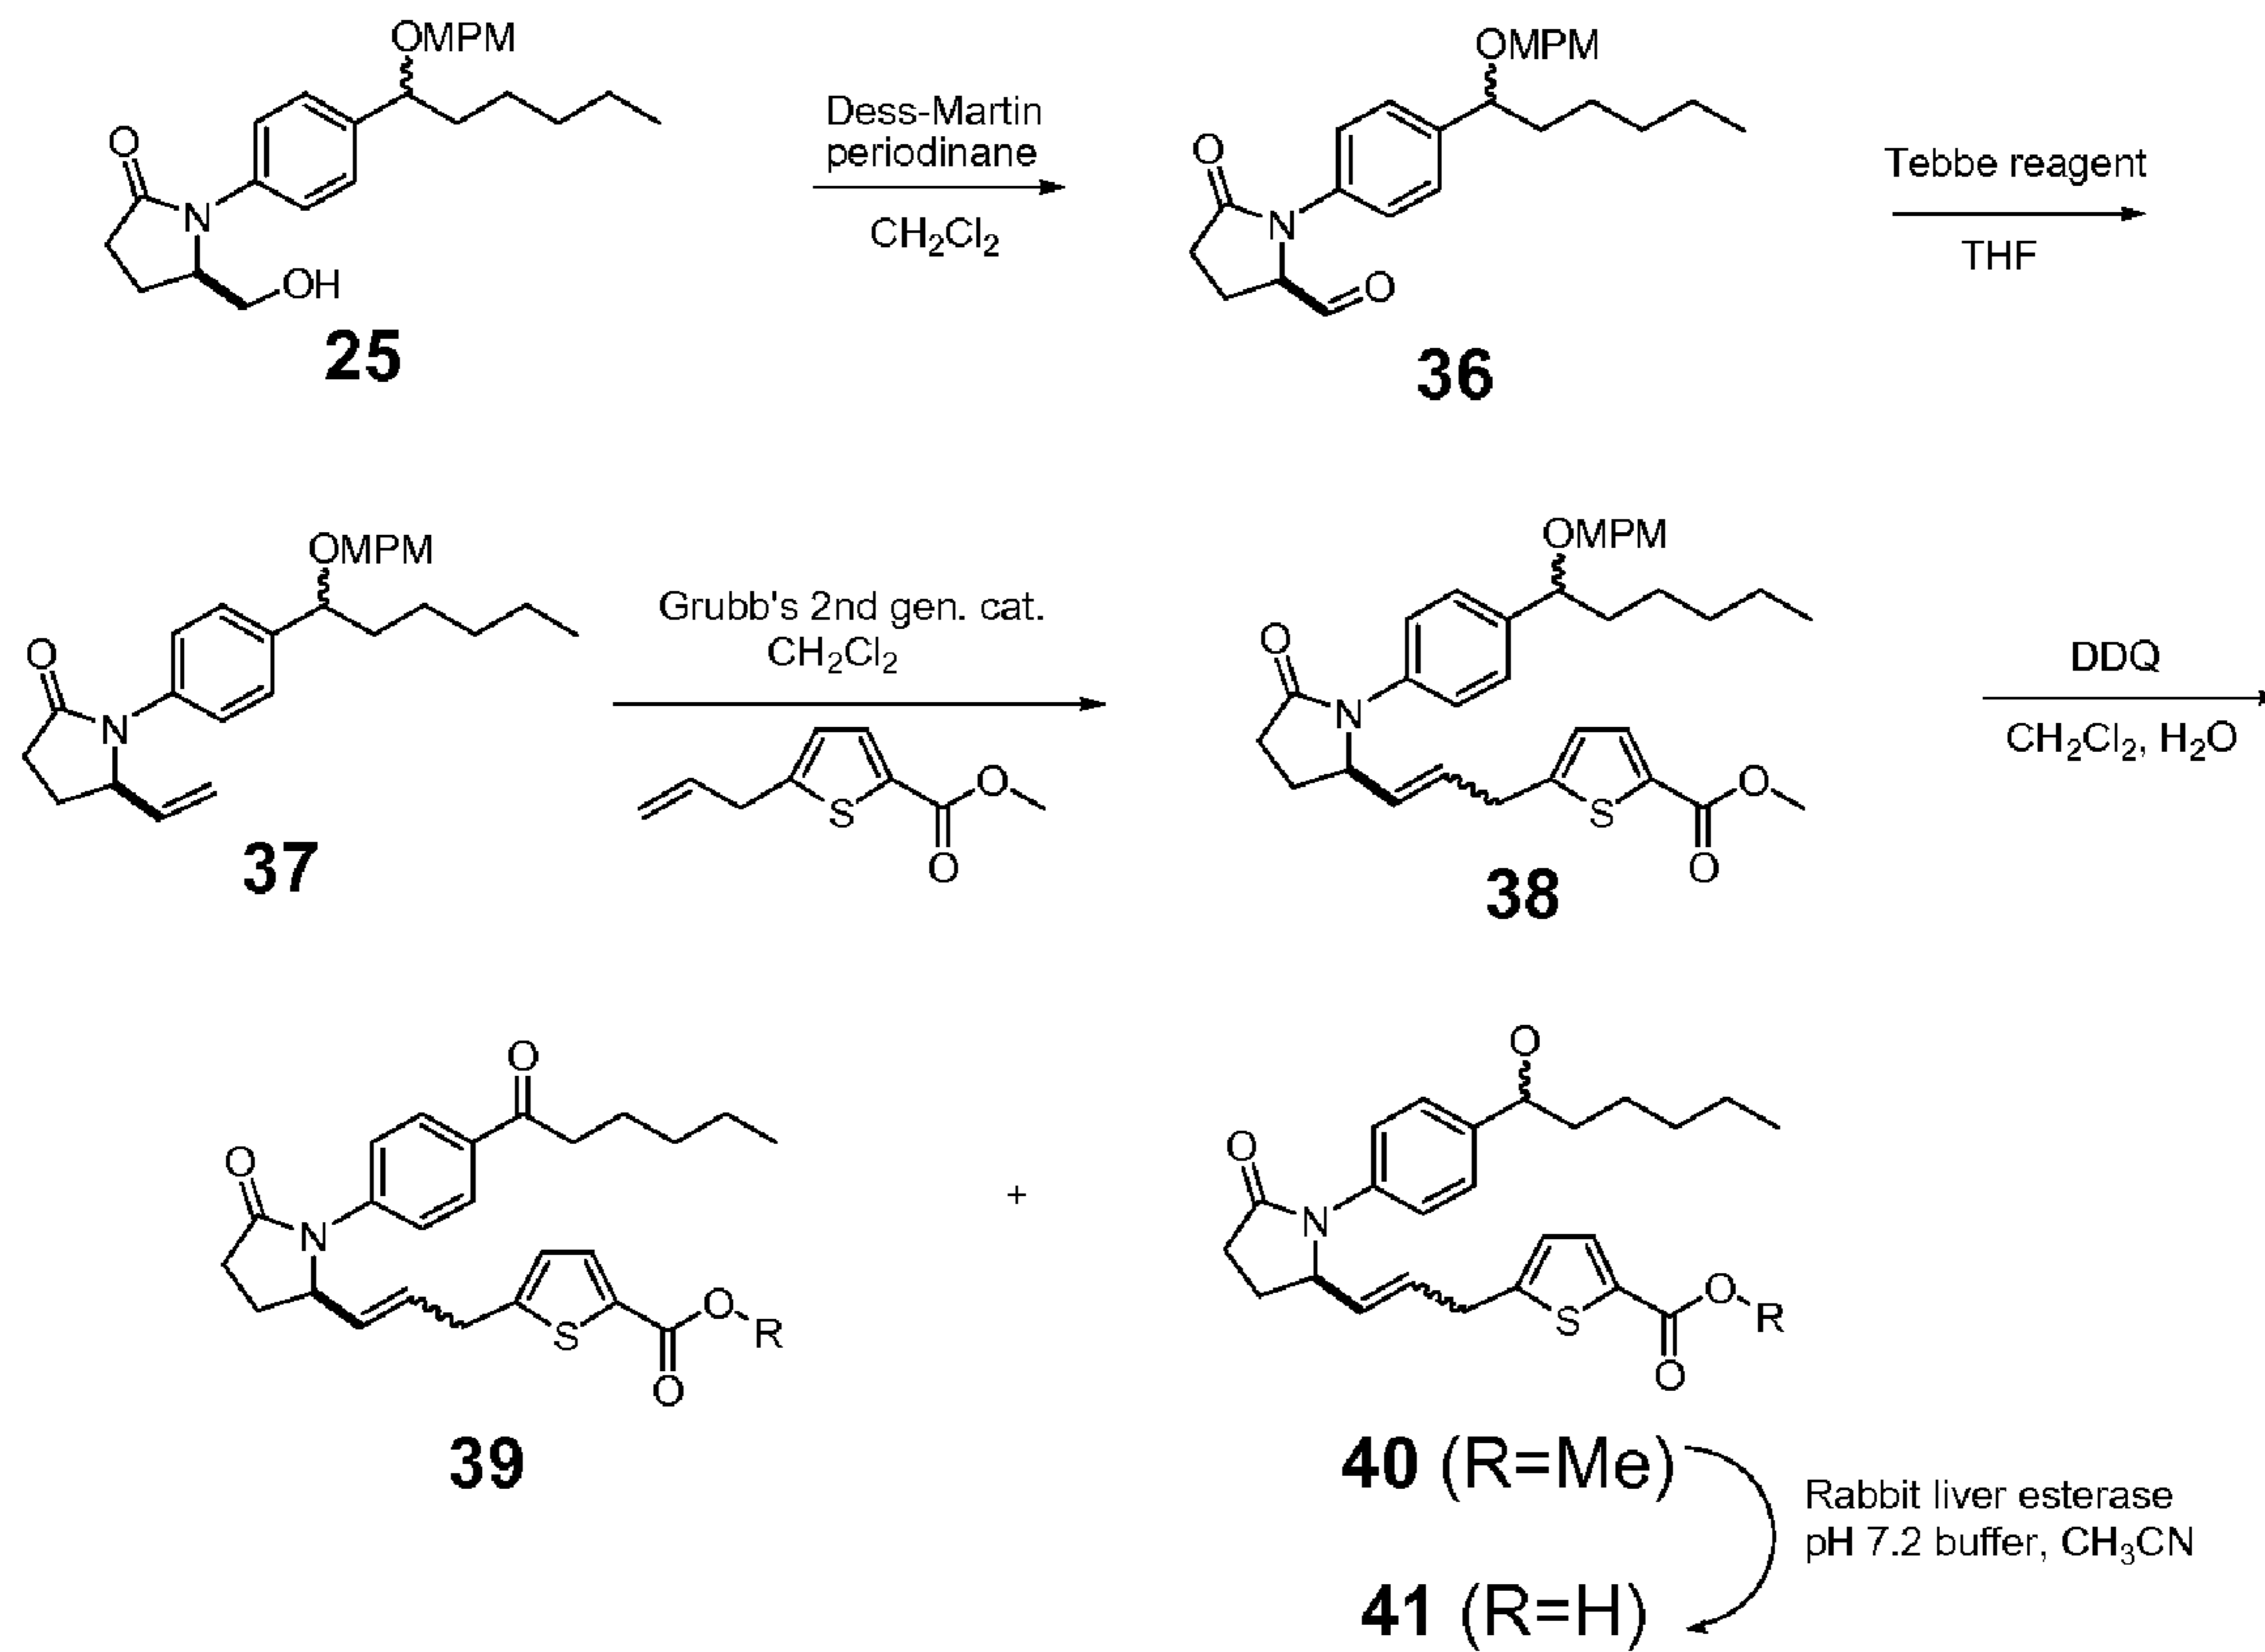 OMPM
O
N
OH
25
Dess-Martin
periodinane
CH2Cl2
OMPM
O
N
O
36
Tebbe reagent
THF
OMPM
O
N
37
Grubb's 2nd gen. cat.
CH2Cl2
S
O
O
OMPM
O
N
S
O
O
38
DDQ
CH2Cl2, H2O
O
O
N
S
O
R
O
39
+
O
O
N
S
O
R
O
40 (R=Me)
Rabbit liver esterase
pH 7.2 buffer, CH3CN
41 (R=H)